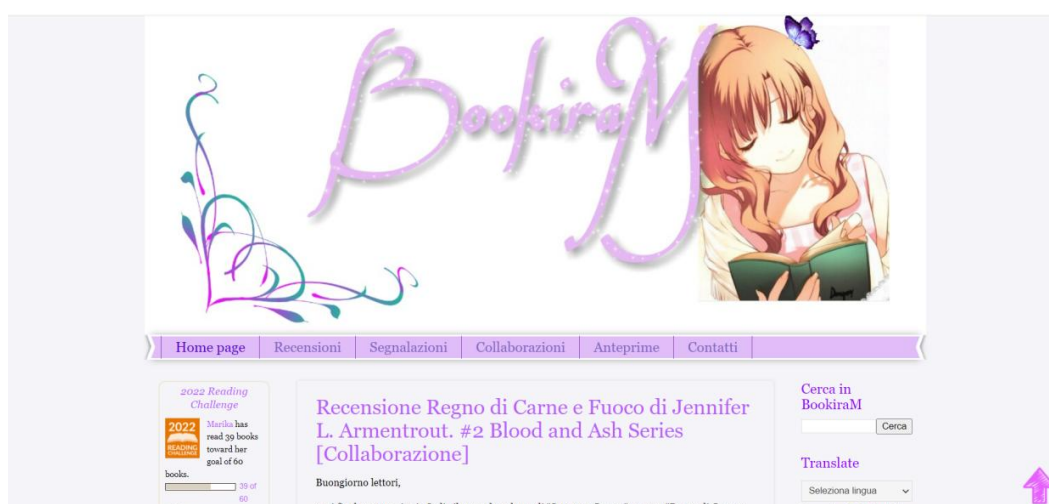 BookiraM
Home page Recensioni Segnalazioni Collaborazioni Anteprime Contatti
2022 Reading
Challenge
2022
READING
CHALLENGE
Marika has
read 39 books
toward her
goal of 60
books.
39 of
60
Recensione Regno di Carne e Fuoco di Jennifer
L. Armentrout. #2 Blood and Ash Series
[Collaborazione]
Buongiorno lettori,
Cerca in
BookiraM
Cerca
Translate
Seleziona lingua